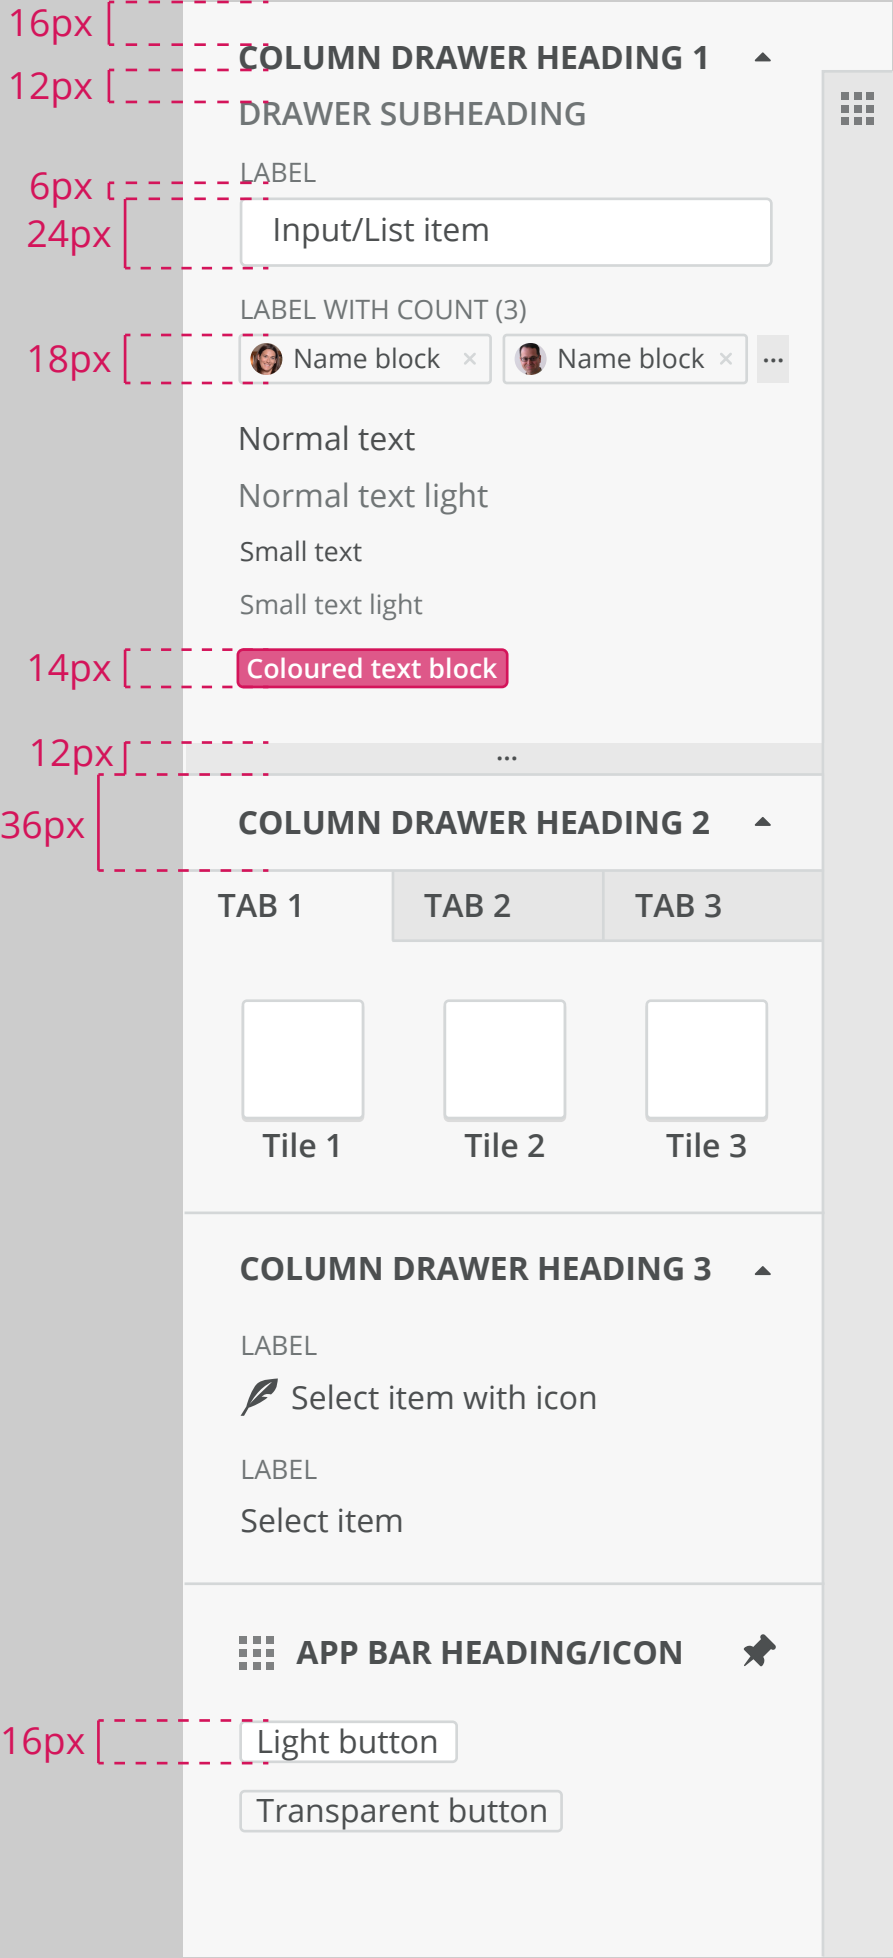 16px
COLUMN DRAWER HEADING 1
12px
DRAWER SUBHEADING
LABEL
6px
24px
Input/List item
LABEL WITH COUNT (3)
18px
Name block × Name block × ...
Normal text
Normal text light
Small text
Small text light
14px
Coloured text block
12px
...
36px
COLUMN DRAWER HEADING 2
TAB 1 TAB 2 TAB 3
Tile 1 Tile 2 Tile 3
COLUMN DRAWER HEADING 3
LABEL
Select item with icon
LABEL
Select item
APP BAR HEADING/ICON
16px
Light button
Transparent button